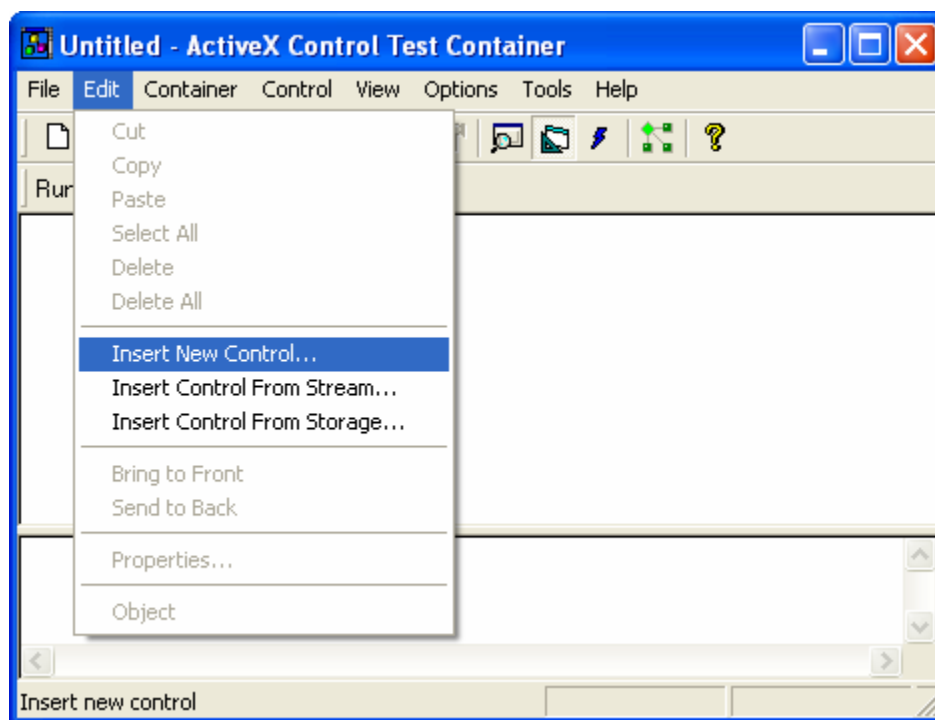 Untitled - ActiveX Control Test Container
File Edit Container Control View Options Tools Help
Cut
Copy
Paste
Select All
Delete
Delete All
Insert New Control...
Insert Control From Stream...
Insert Control From Storage...
Bring to Front
Send to Back
Properties...
Object
Insert new control